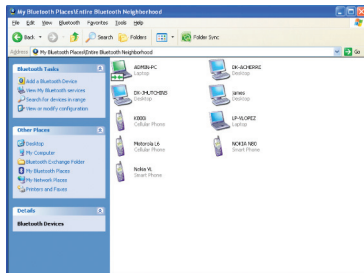 My Bluetooth Places\Entire Bluetooth Neighborhood
File Edit View Bluetooth Favorites Tools Help
Back Search Folders Folder Sync
Address My Bluetooth Places\Entire Bluetooth Neighborhood Go
Bluetooth Tasks
Add a Bluetooth Device
View My Bluetooth services
Search for devices in range
View or modify configuration
Other Places
Desktop
My Computer
Bluetooth Exchange Folder
My Bluetooth Places
My Network Places
Printers and Faxes
Details
Bluetooth Devices
ADMIN-PC
Laptop
DK-ACHERRE
Desktop
DK-JHUTCHINS
Desktop
James
Desktop
Cellular Phone
LP-VLOPEZ
Laptop
Motorola L6
Cellular Phone
NOKIA N80
Smart Phone
Nokia VL
Smart Phone